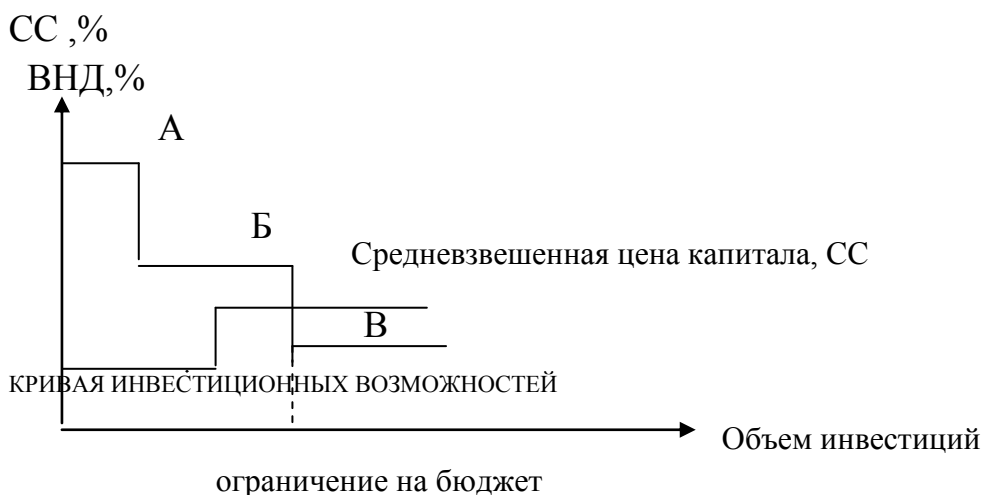 СС ,%
ВНД,%
А
Б
Средневзвешенная цена капитала, СС
В
КРИВАЯ ИНВЕСТИЦИОННЫХ ВОЗМОЖНОСТЕЙ
Объем инвестиций
ограничение на бюджет